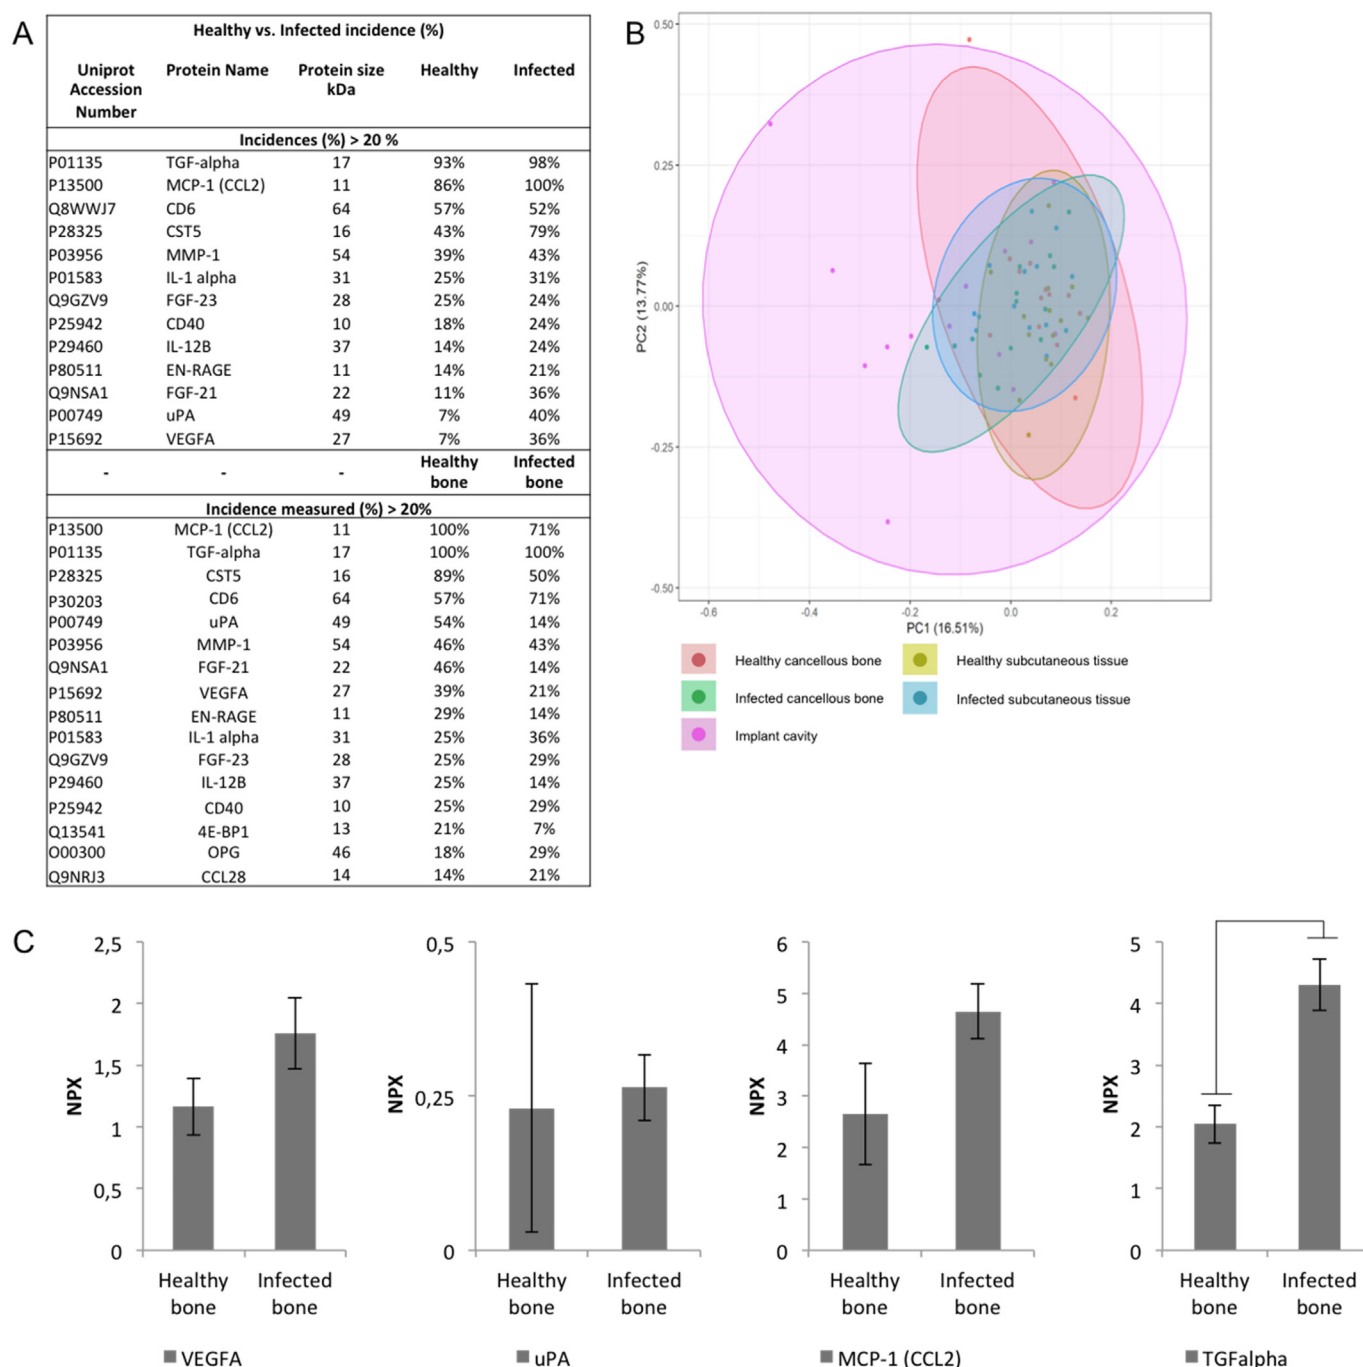 A
Healthy vs. Infected incidence (%)
Uniprot Accession Number Protein Name Protein size kDa Healthy Infected
Incidences (%) > 20 %
P01135 TGF-alpha 17 93% 98%
P13500 MCP-1 (CCL2) 11 86% 100%
Q8WWJ7 CD6 64 57% 52%
P28325 CST5 16 43% 79%
P03956 MMP-1 54 39% 43%
P01583 IL-1 alpha 31 25% 31%
Q9GZV9 FGF-23 28 25% 24%
P25942 CD40 10 18% 24%
P29460 IL-12B 37 14% 24%
P80511 EN-RAGE 11 14% 21%
Q9NSA1 FGF-21 22 11% 36%
P00749 uPA 49 7% 40%
P15692 VEGFA 27 7% 36%
- - - Healthy bone Infected bone
Incidence measured (%) > 20%
P13500 MCP-1 (CCL2) 11 100% 71%
P01135 TGF-alpha 17 100% 100%
P28325 CST5 16 89% 50%
P30203 CD6 64 57% 71%
P00749 uPA 49 54% 14%
P03956 MMP-1 54 46% 43%
Q9NSA1 FGF-21 22 46% 14%
P15692 VEGFA 27 39% 21%
P80511 EN-RAGE 11 29% 14%
P01583 IL-1 alpha 31 25% 36%
Q9GZV9 FGF-23 28 25% 29%
P29460 IL-12B 37 25% 14%
P25942 CD40 10 25% 29%
Q13541 4E-BP1 13 21% 7%
O00300 OPG 46 18% 29%
Q9NRJ3 CCL28 14 14% 21%
B
0.50
0.25
0.00
-0.25
-0.50
PC2 (13.77%)
-0.6 -0.4 -0.2 0.0 0.2
PC1 (16.51%)
Healthy cancellous bone
Healthy subcutaneous tissue
Infected cancellous bone
Infected subcutaneous tissue
Implant cavity
C
2,5
2
1,5
1
0,5
0
NPX
Healthy bone
Infected bone
VEGFA
0,5
0,25
0
NPX
Healthy bone
Infected bone
uPA
6
5
4
3
2
1
0
NPX
Healthy bone
Infected bone
MCP-1 (CCL2)
5
4
3
2
1
0
NPX
Healthy bone
Infected bone
TGFalpha